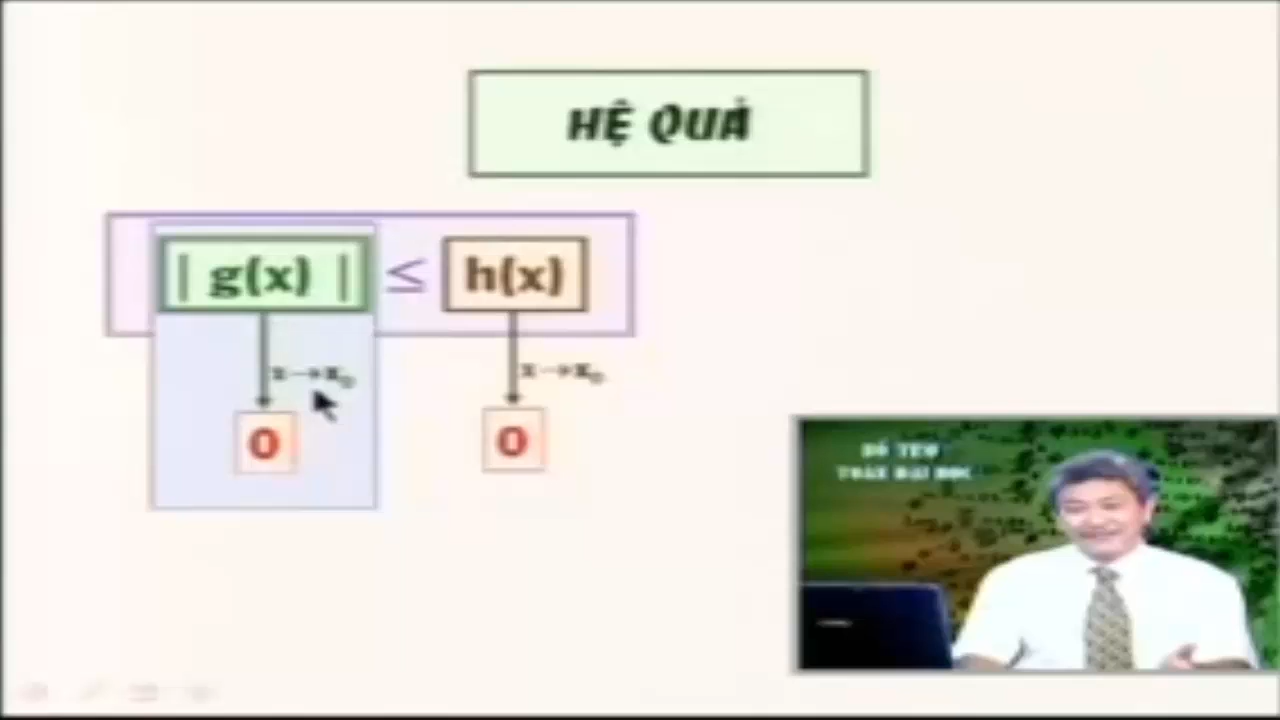 HỆ QUẢ
| g(x) | ≤ h(x)
x→x₀ x→x₀
0 0